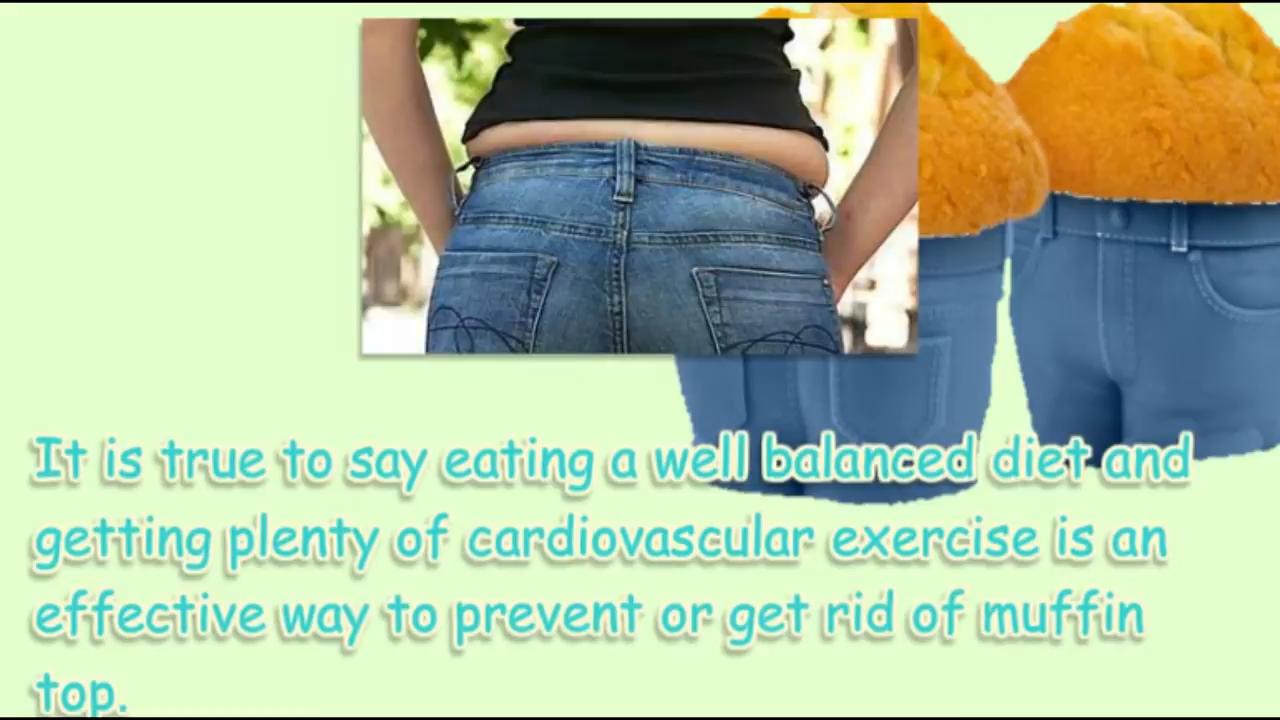 It is true to say eating a well balanced diet and
getting plenty of cardiovascular exercise is an
effective way to prevent or get rid of muffin
top.